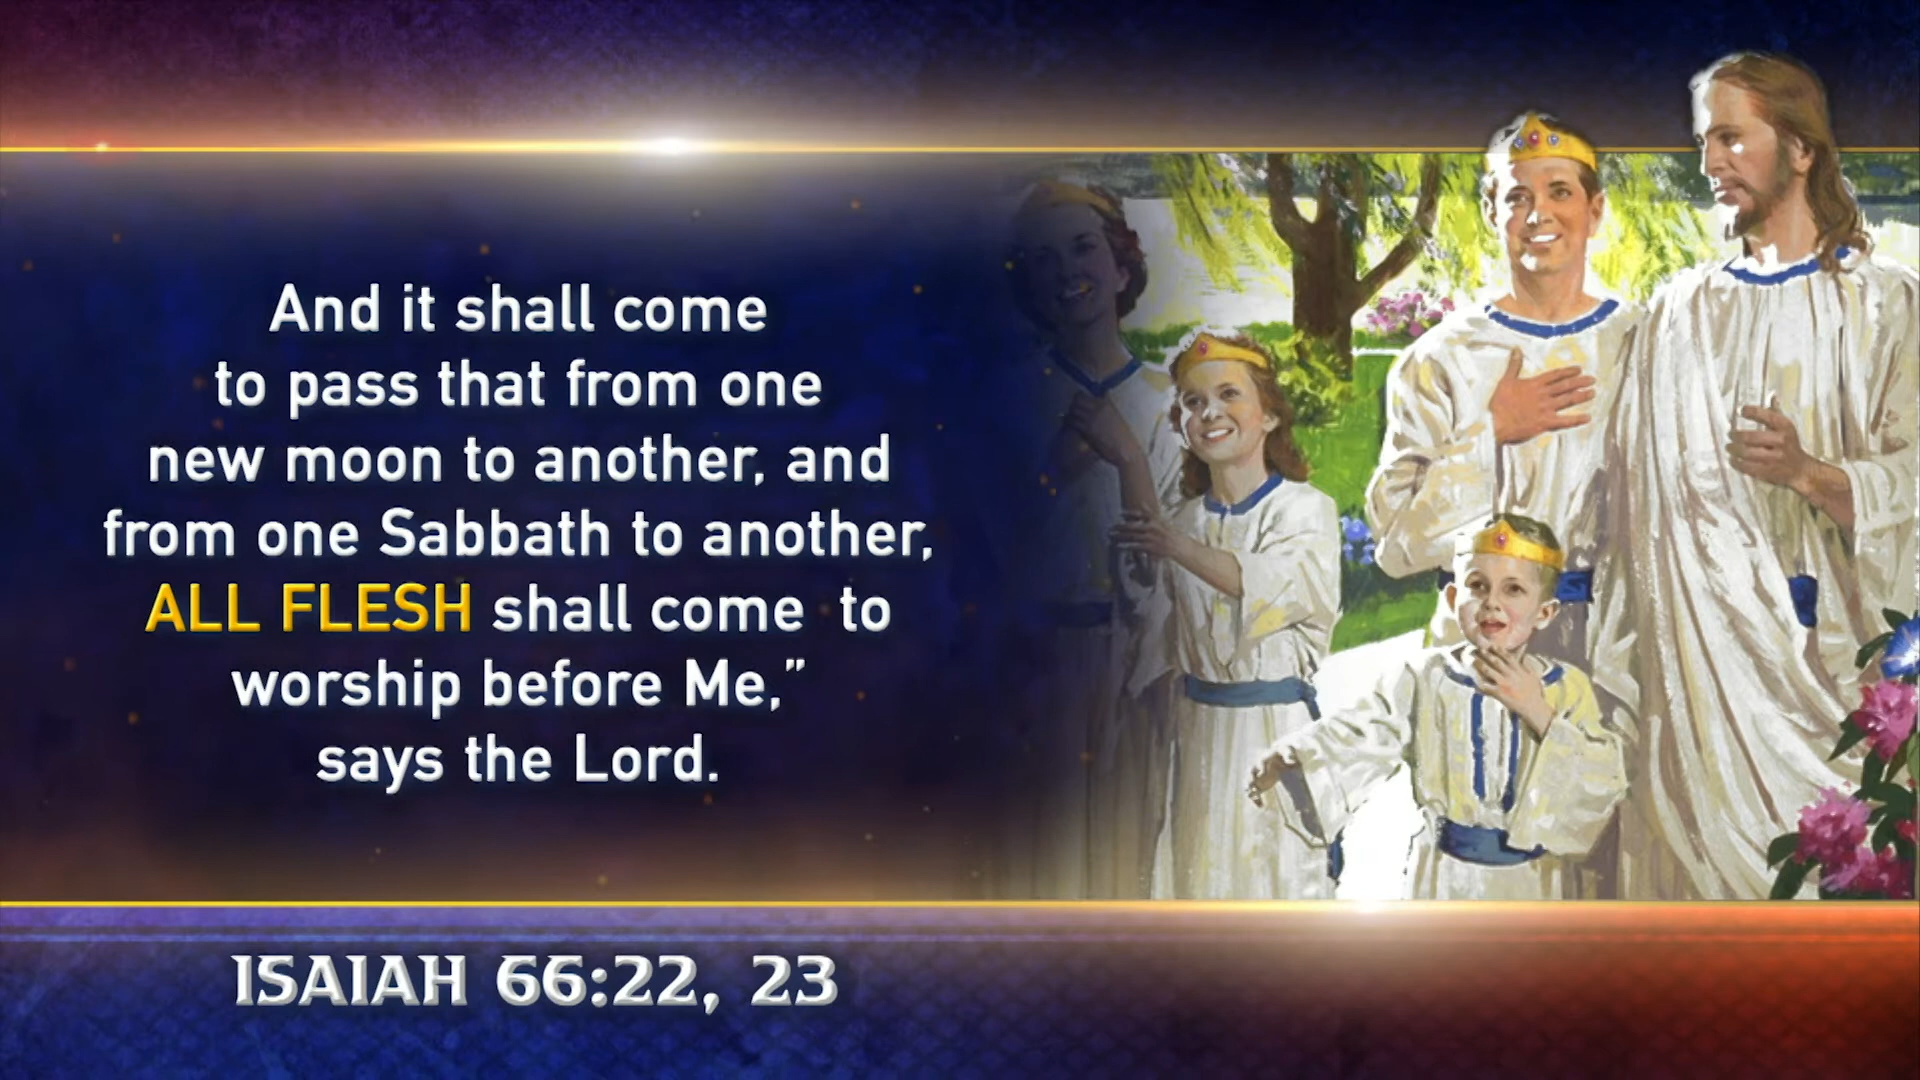 And it shall come
to pass that from one
new moon to another, and
from one Sabbath to another,
ALL FLESH shall come to
worship before Me,”
says the Lord.
ISAIAH 66:22, 23